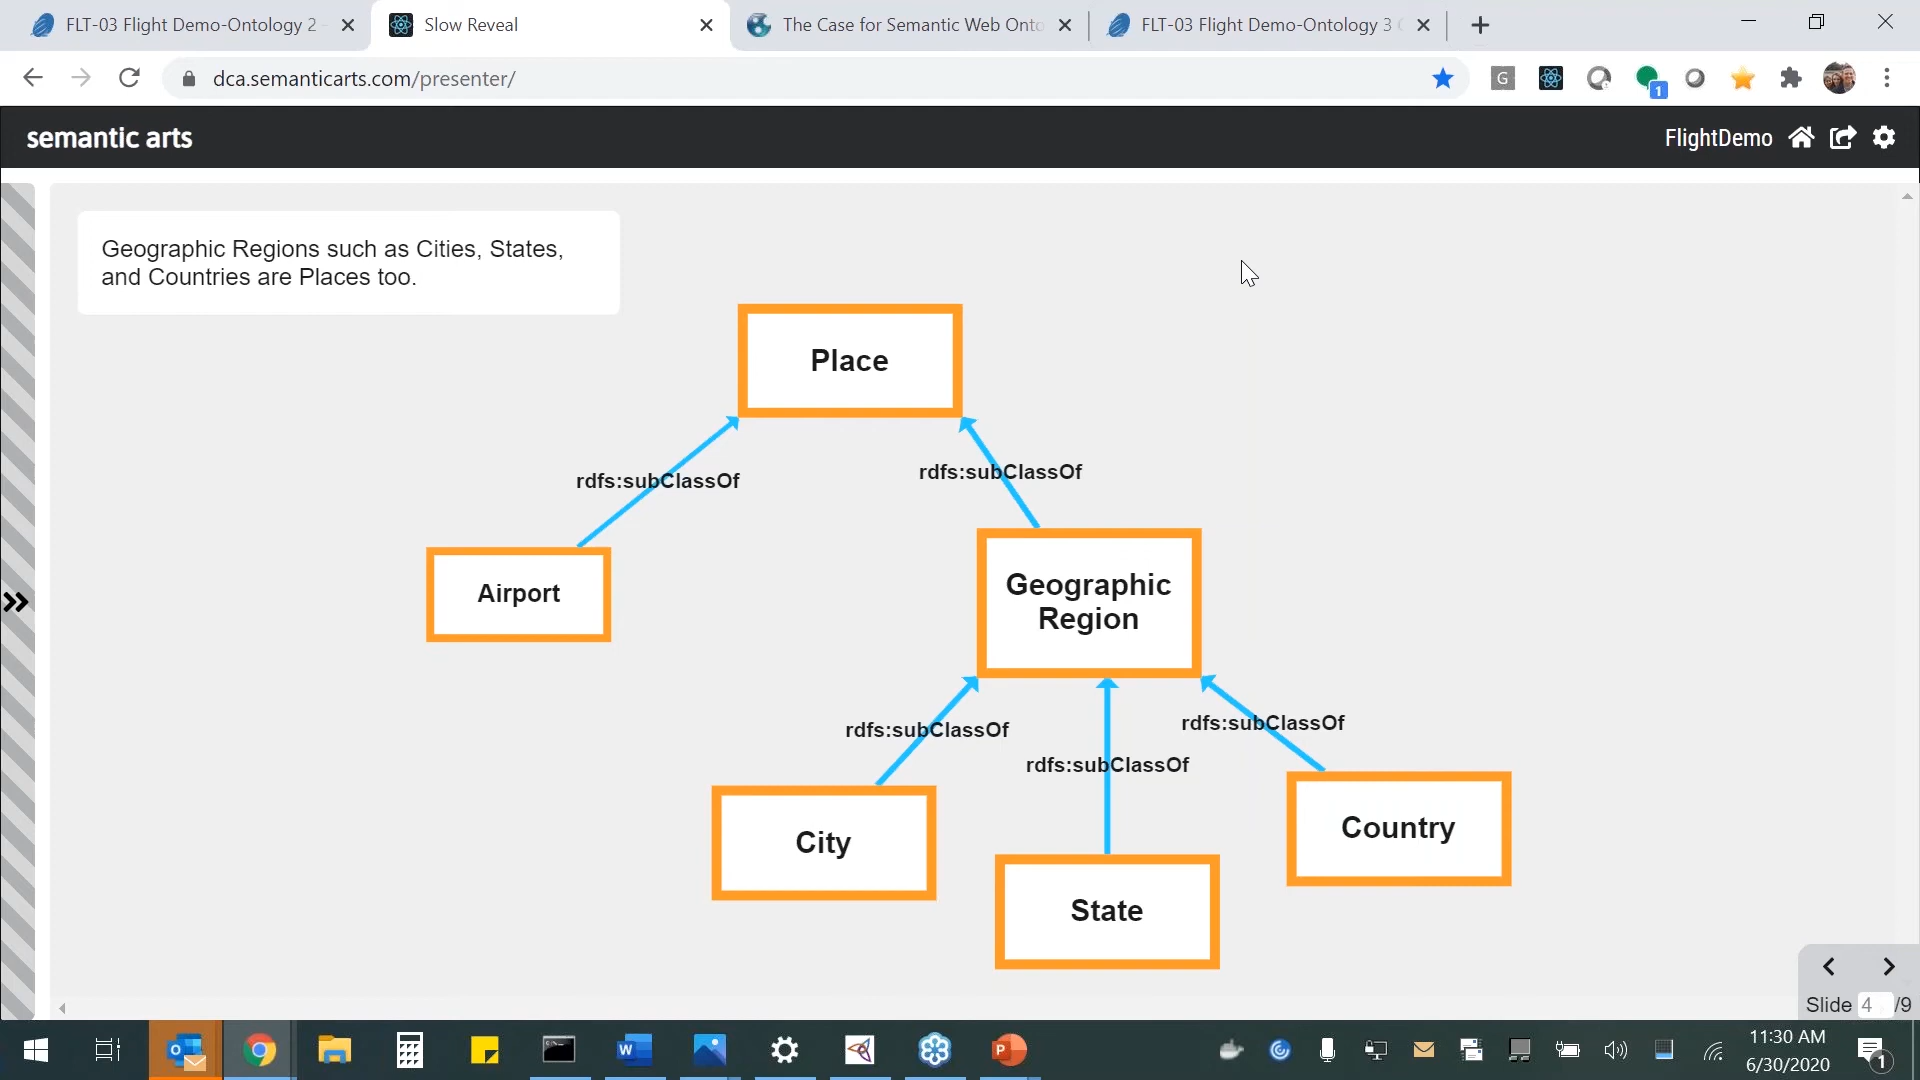 FLT-03 Flight Demo-Ontology 2
Slow Reveal
The Case for Semantic Web Onto
FLT-03 Flight Demo-Ontology 3
dca.semanticarts.com/presenter/
G
1
semantic arts
FlightDemo
Geographic Regions such as Cities, States,
and Countries are Places too.
Place
rdfs:subClassOf
rdfs:subClassOf
Airport
Geographic
Region
rdfs:subClassOf
rdfs:subClassOf
rdfs:subClassOf
City
Country
State
Slide 4 /9
W
P
11:30 AM
6/30/2020
1